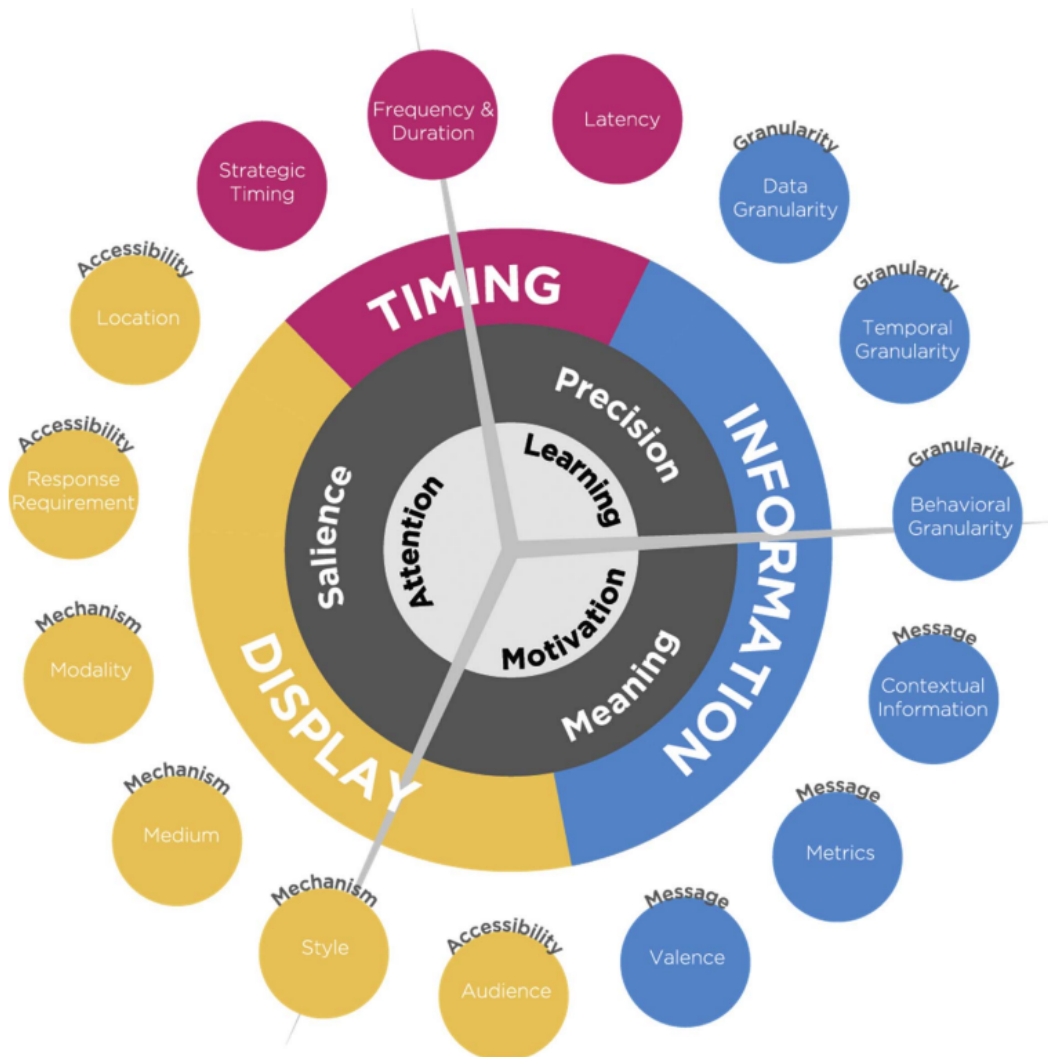 Frequency &
Duration
Latency
Strategic
Timing
Granularity
Data
Granularity
Accessibility
Location
TIMING
Granularity
Temporal
Granularity
Precision
INFORMATION
Learning
Salience
Attention
Accessibility
Response
Requirement
Granularity
Behavioral
Granularity
Motivation
Meaning
DISPLAY
Mechanism
Modality
Message
Contextual
Information
Mechanism
Medium
Message
Metrics
Mechanism
Style
Accessibility
Audience
Message
Valence